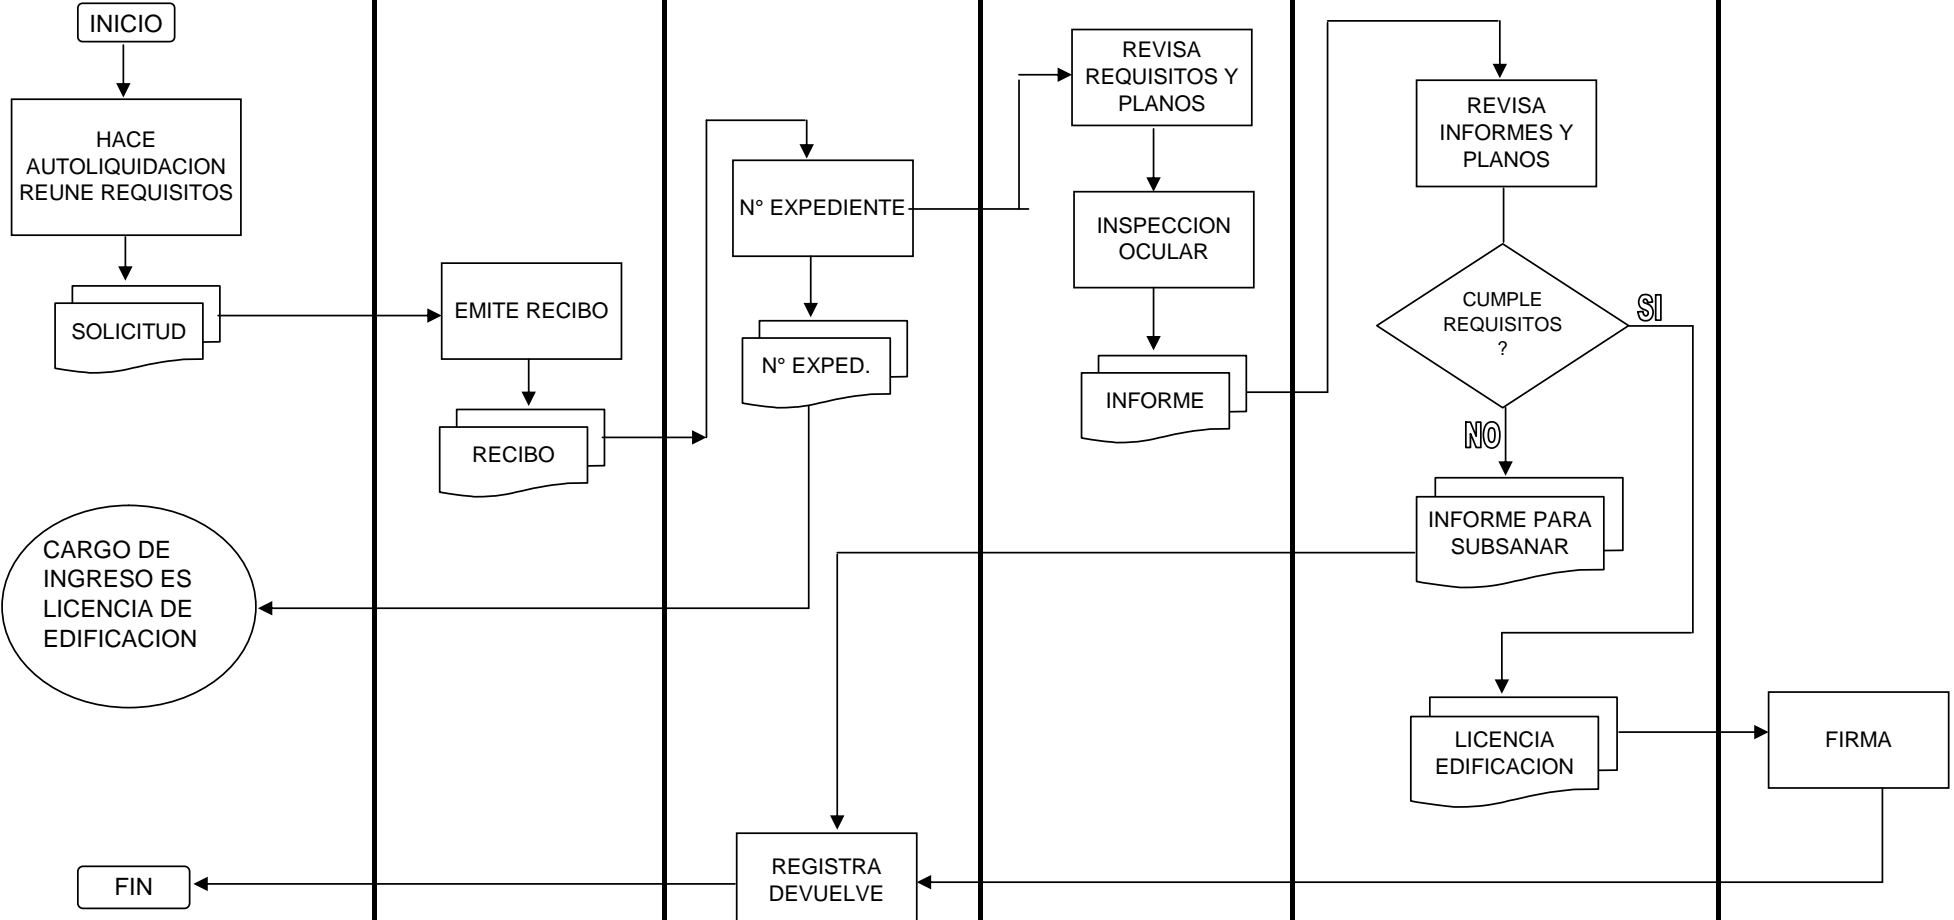 INICIO
HACE
AUTOLIQUIDACION
REUNE REQUISITOS
SOLICITUD
CARGO DE
INGRESO ES
LICENCIA DE
EDIFICACION
FIN
EMITE RECIBO
RECIBO
N° EXPEDIENTE
N° EXPED.
REGISTRA
DEVUELVE
REVISA
REQUISITOS Y
PLANOS
INSPECCION
OCULAR
INFORME
REVISA
INFORMES Y
PLANOS
CUMPLE
REQUISITOS
?
SI
NO
INFORME PARA
SUBSANAR
LICENCIA
EDIFICACION
FIRMA